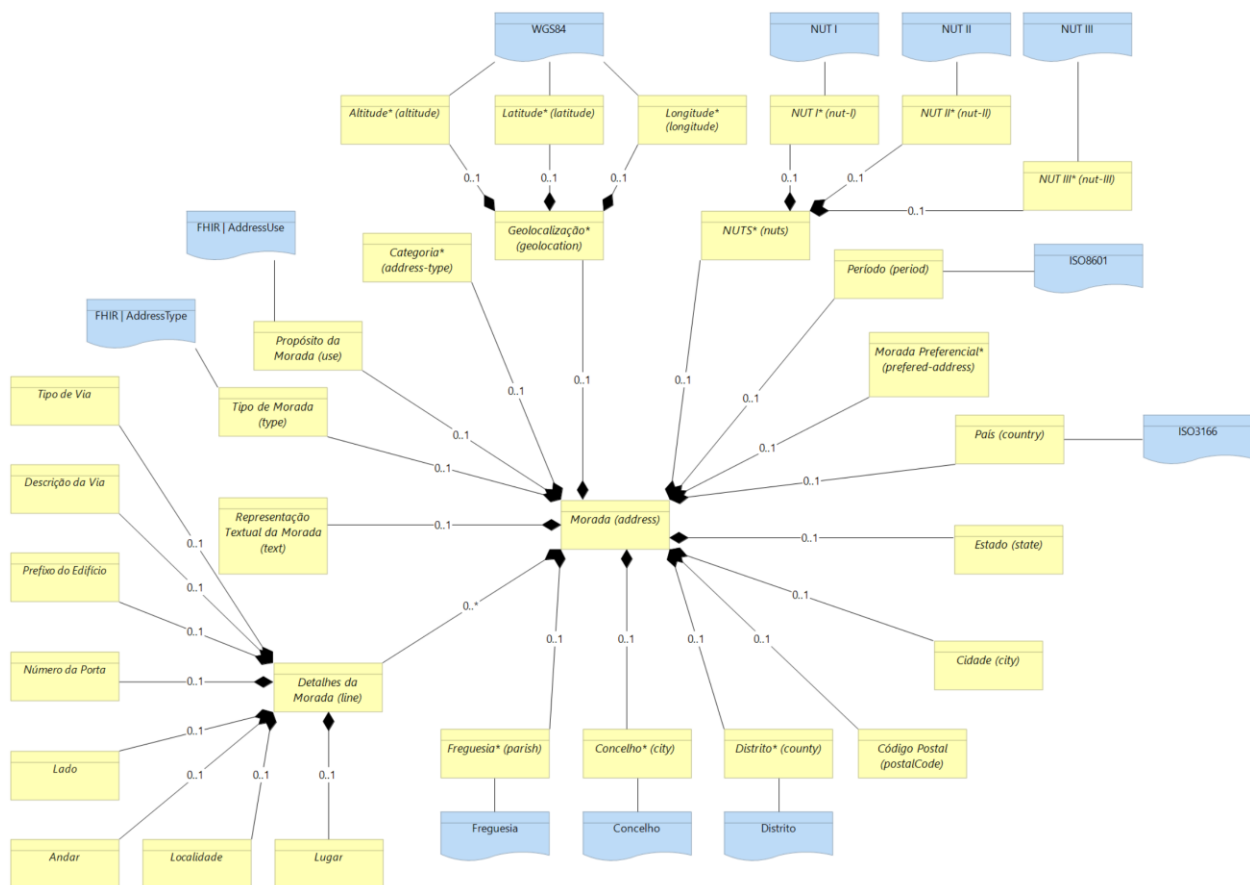 WGS84
NUT I
NUT II
NUT III
Altitude* (altitude)
Latitude* (latitude)
Longitude*
(longitude)
NUT I* (nut-I)
NUT II* (nut-II)
0..1
0..1
0..1
0..1
0..1
NUT III* (nut-III)
0..1
FHIR | AddressUse
Geolocalização*
(geolocation)
NUTS* (nuts)
Categoria*
(address-type)
Período (period)
ISO8601
FHIR | AddressType
Propósito da
Morada (use)
Morada Preferencial*
(prefered-address)
0..1
0..1
0..1
0..1
Tipo de Via
Tipo de Morada
(type)
0..1
0..1
País (country)
ISO3166
0..1
0..1
0..1
Descrição da Via
Representação
Textual da Morada
(text)
0..1
Morada (address)
0..1
Estado (state)
0..1
Prefixo do Edifício
0..1
0..1
0..*
0..1
0..1
0..1
0..1
0..1
Cidade (city)
Número da Porta
0..1
Detalhes da
Morada (line)
0..1
Lado
0..1
0..1
0..1
Freguesia* (parish)
Concelho* (city)
Distrito* (county)
Código Postal
(postalCode)
Freguesia
Concelho
Distrito
Andar
Localidade
Lugar